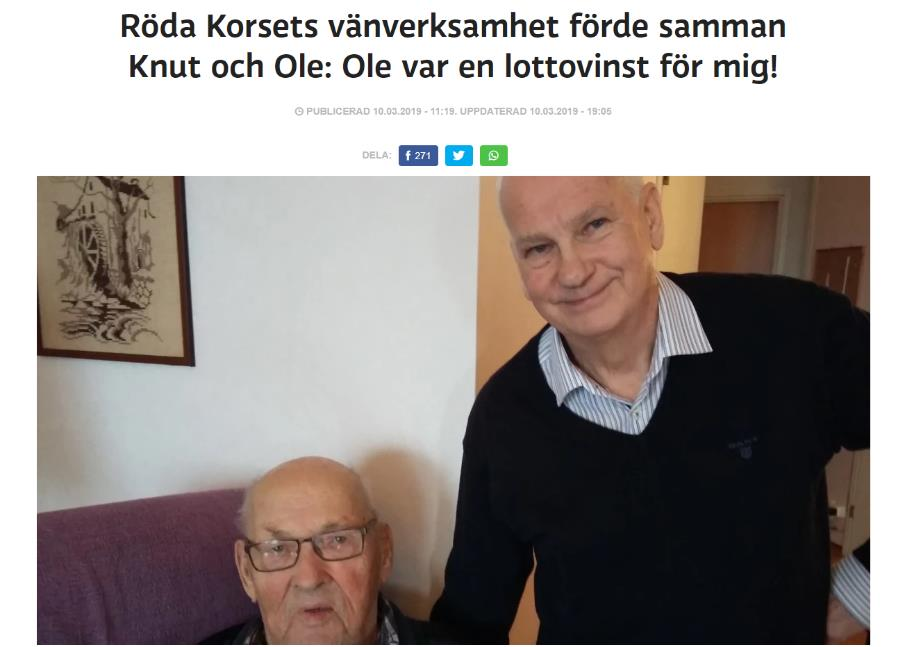 Röda Korsets vänverksamhet förde samman
Knut och Ole: Ole var en lottovinst för mig!
PUBLICERAD 10.03.2019 - 11:19. UPPDATERAD 10.03.2019 - 19:05
DELA: f 271
GANT